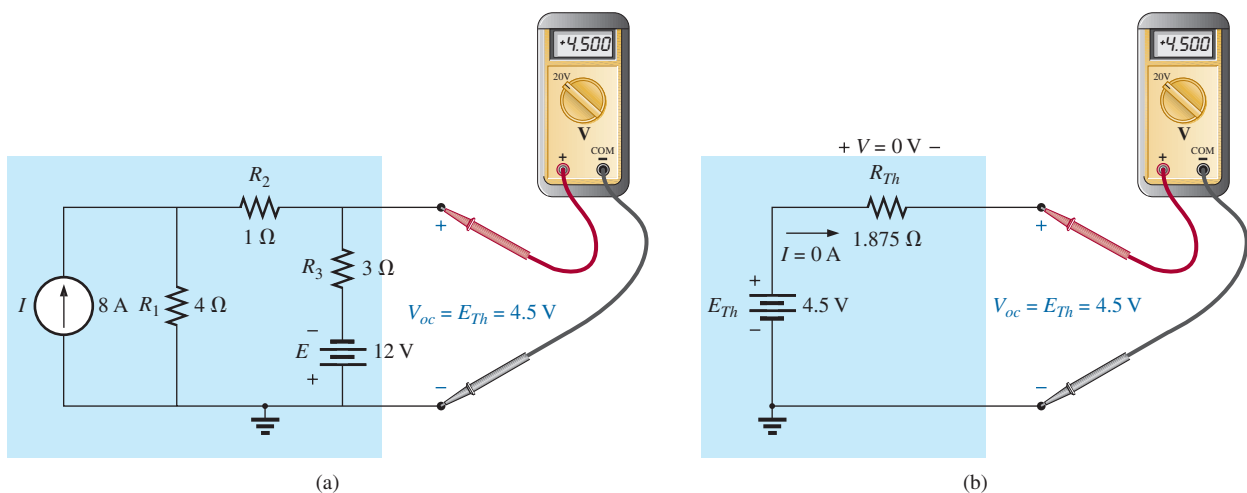 +4.500
20V
V
+
COM
–
R2
1 Ω
+
R3 3 Ω
I 8 A R1 4 Ω
Voc = ETh = 4.5 V
–
E 12 V
+
–
(a)
+4.500
20V
V
+
COM
–
+ V = 0 V –
RTh
1.875 Ω
I = 0 A
+
+
ETh 4.5 V
–
Voc = ETh = 4.5 V
–
(b)